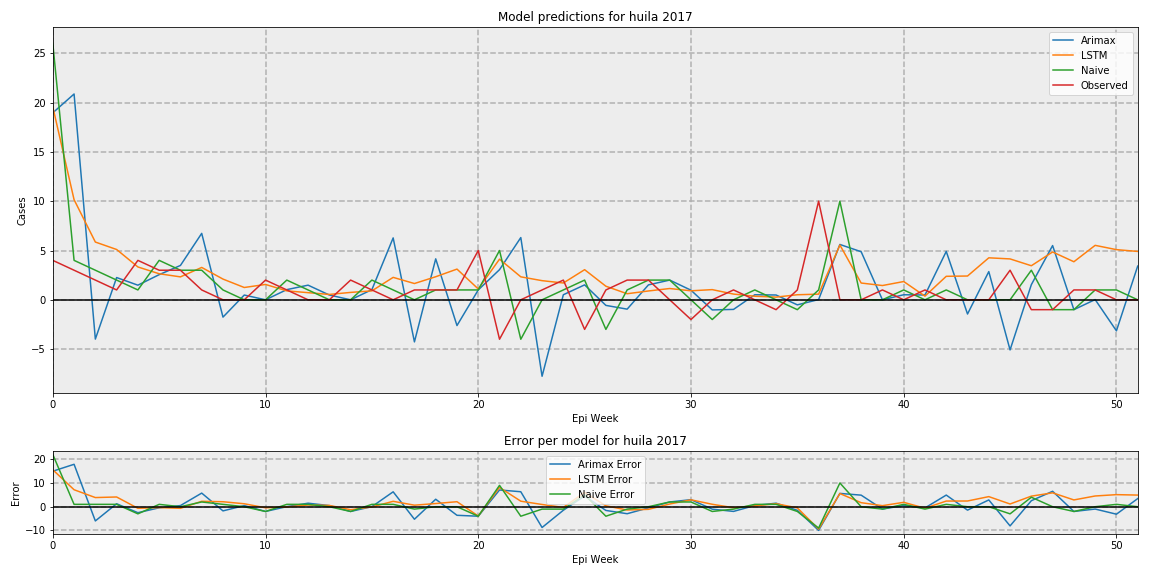 Model predictions for huila 2017
25
20
15
10
5
0
−5
Cases
Arimax
LSTM
Naive
Observed
0 10 20 30 40 50
Epi Week
Error per model for huila 2017
20
10
0
−10
Error
Arimax Error
LSTM Error
Naive Error
0 10 20 30 40 50
Epi Week